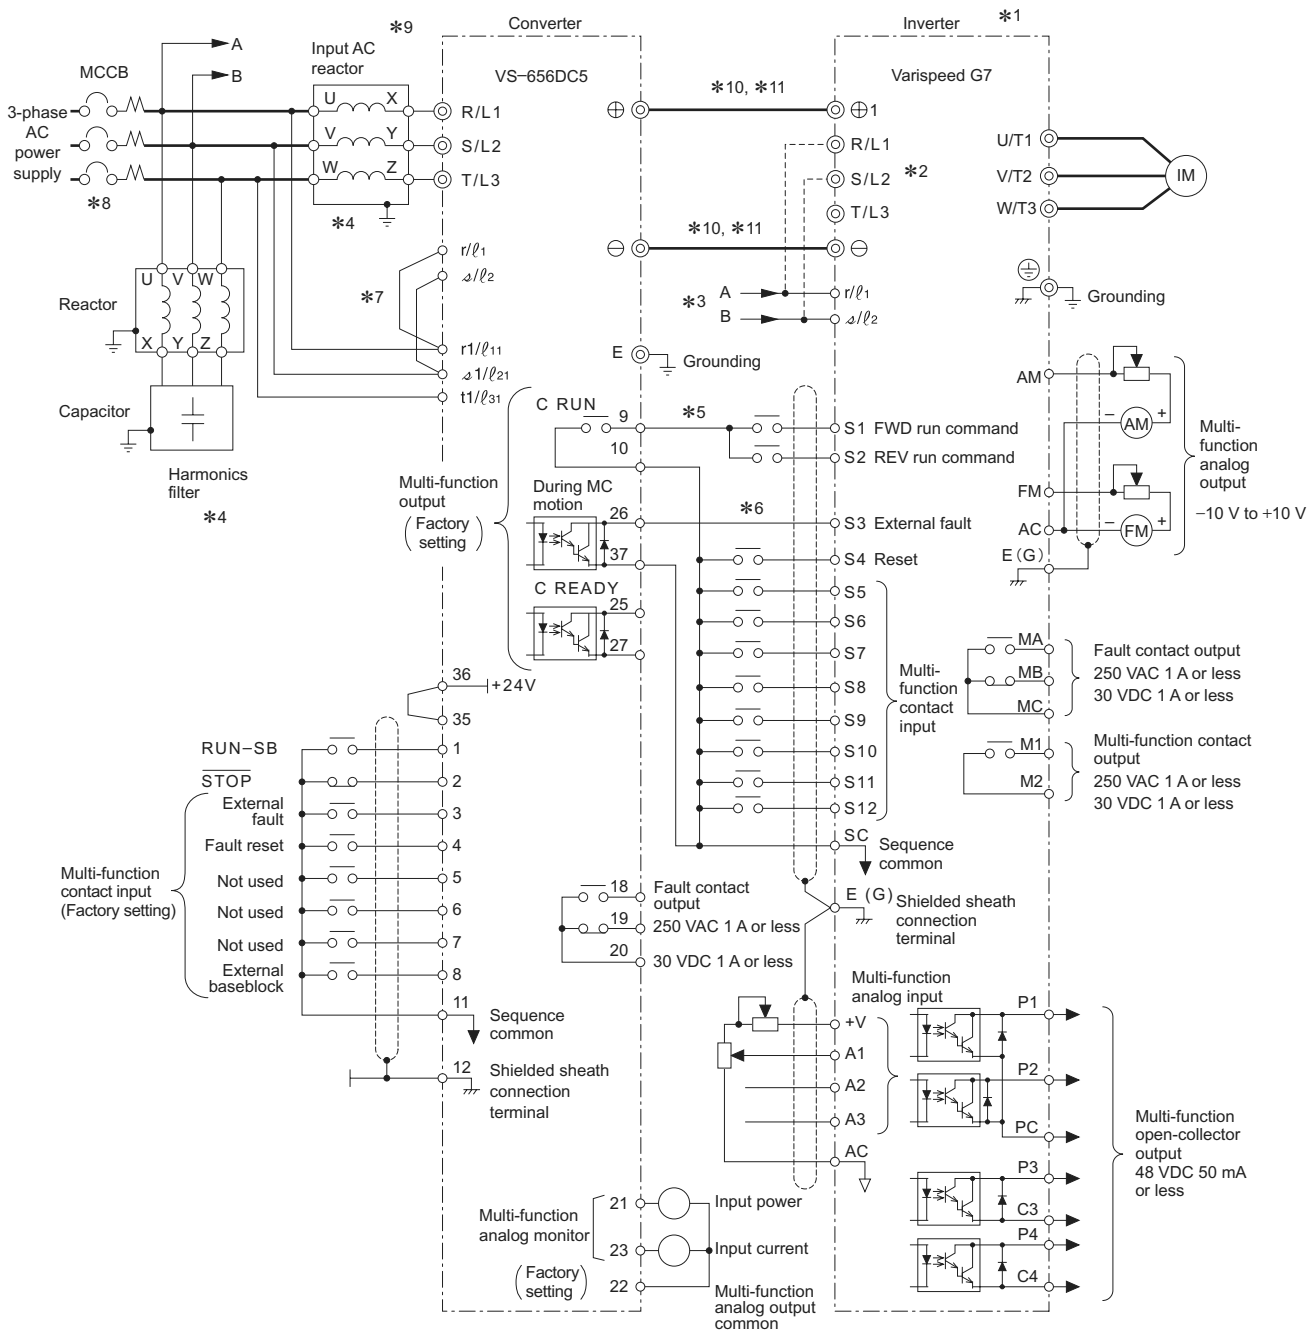 Converter
Inverter
*1
*9
A
B
MCCB
Input AC
reactor
VS-656DC5
Varispeed G7
3-phase
AC
power
supply
*8
U X
V Y
W Z
*4
R/L1
S/L2
T/L3
⊕
*10, *11
⊕1
R/L1
S/L2
*2
T/L3
⊖
*10, *11
⊖
U/T1
V/T2
W/T3
IM
Grounding
r/ℓ1
s/ℓ2
*7
r1/ℓ11
s1/ℓ21
t1/ℓ31
*3
A
B
r/ℓ1
s/ℓ2
Reactor
U V W
X Y Z
Capacitor
Harmonics
filter
*4
E
Grounding
C RUN
9
10
*5
S1 FWD run command
S2 REV run command
Multi-function
output
(Factory
setting)
During MC
motion
26
37
*6
S3 External fault
S4 Reset
C READY
25
27
S5
S6
S7
S8
S9
S10
S11
S12
Multi-
function
contact
input
SC
Sequence
common
E (G)
Shielded sheath
connection
terminal
AM
- AM +
FM
AC
- FM +
E (G)
Multi-
function
analog
output
-10 V to +10 V
MA
MB
MC
Fault contact output
250 VAC 1 A or less
30 VDC 1 A or less
M1
M2
Multi-function contact
output
250 VAC 1 A or less
30 VDC 1 A or less
36
+24V
35
RUN-SB
1
STOP
2
External
fault
3
Fault reset
4
Not used
5
Not used
6
Not used
7
External
baseblock
8
Multi-function
contact input
(Factory setting)
11
Sequence
common
12
Shielded sheath
connection
terminal
18
19
20
Fault contact
output
250 VAC 1 A or less
30 VDC 1 A or less
Multi-function
analog input
+V
A1
A2
A3
AC
P1
P2
PC
P3
C3
P4
C4
Multi-function
open-collector
output
48 VDC 50 mA
or less
Multi-function
analog monitor
(Factory
setting)
21
Input power
23
Input current
22
Multi-function
analog output
common